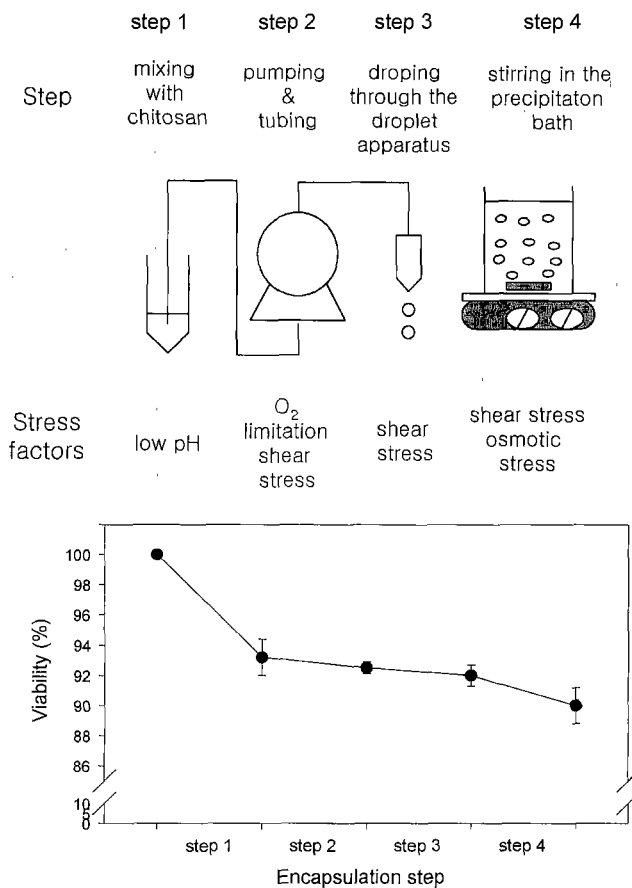 step 1 step 2 step 3 step 4
Step
mixing
with
chitosan
pumping
&
tubing
droping
through the
droplet
apparatus
stirring in the
precipitaton
bath
Stress
factors
low pH
O2
limitation
shear
stress
shear
stress
shear stress
osmotic
stress
Viability (%)
100
98
96
94
92
90
88
86
10
5
0
step 1 step 2 step 3 step 4
Encapsulation step